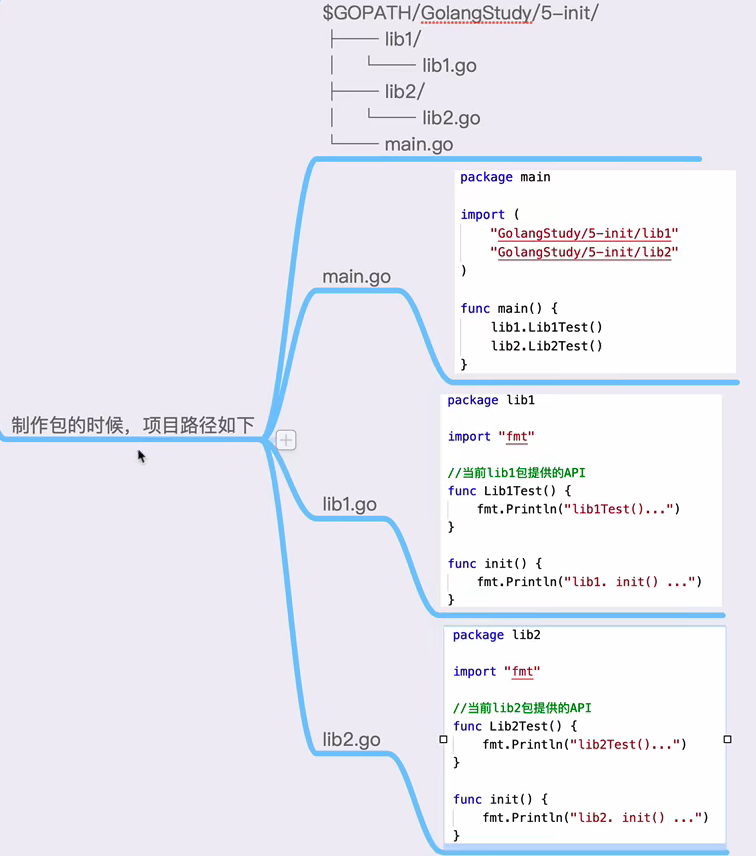 $GOPATH/GolangStudy/5-init/
├── lib1/
│ └── lib1.go
├── lib2/
│ └── lib2.go
└── main.go
制作包的时候，项目路径如下
main.go
package main
import (
"GolangStudy/5-init/lib1"
"GolangStudy/5-init/lib2"
)
func main() {
lib1.Lib1Test()
lib2.Lib2Test()
}
lib1.go
package lib1
import "fmt"
//当前lib1包提供的API
func Lib1Test() {
fmt.Println("lib1Test()...")
}
func init() {
fmt.Println("lib1. init() ...")
}
lib2.go
package lib2
import "fmt"
//当前lib2包提供的API
func Lib2Test() {
fmt.Println("lib2Test()...")
}
func init() {
fmt.Println("lib2. init() ...")
}